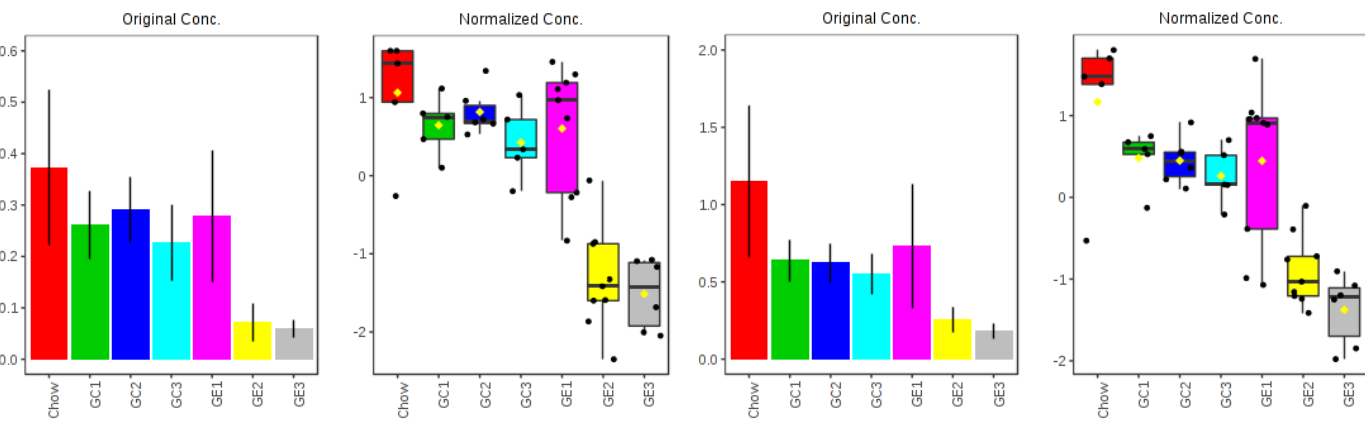 Original Conc.
0.6
0.5
0.4
0.3
0.2
0.1
0.0
Chow GC1 GC2 GC3 GE1 GE2 GE3
Normalized Conc.
1
0
-1
-2
Chow GC1 GC2 GC3 GE1 GE2 GE3
Original Conc.
2.0
1.5
1.0
0.5
0.0
Chow GC1 GC2 GC3 GE1 GE2 GE3
Normalized Conc.
1
0
-1
-2
Chow GC1 GC2 GC3 GE1 GE2 GE3